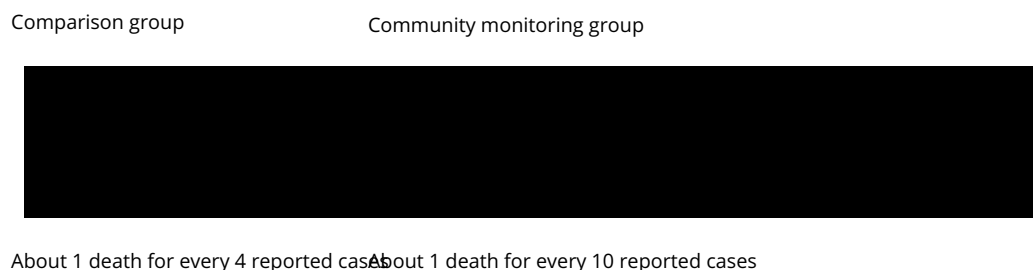 Comparison group
Community monitoring group
About 1 death for every 4 reported cases
About 1 death for every 10 reported cases